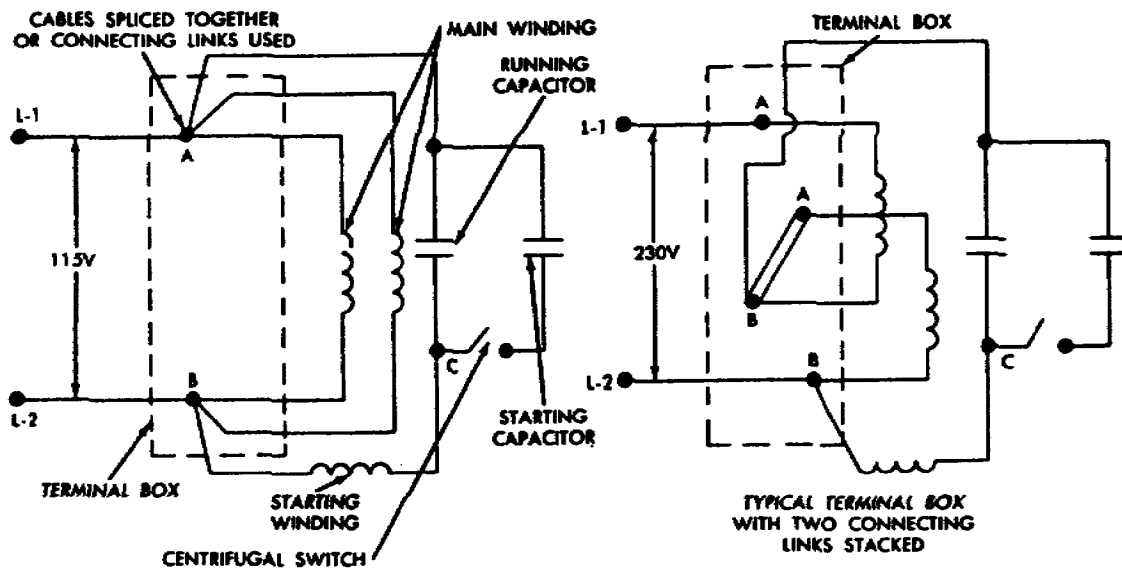 CABLES SPLICED TOGETHER
OR CONNECTING LINKS USED
MAIN WINDING
RUNNING
CAPACITOR
L-1
A
115V
B
L-2
C
STARTING
CAPACITOR
TERMINAL BOX
STARTING
WINDING
CENTRIFUGAL SWITCH
TERMINAL BOX
L-1
A
A
230V
B
B
L-2
C
TYPICAL TERMINAL BOX
WITH TWO CONNECTING
LINKS STACKED